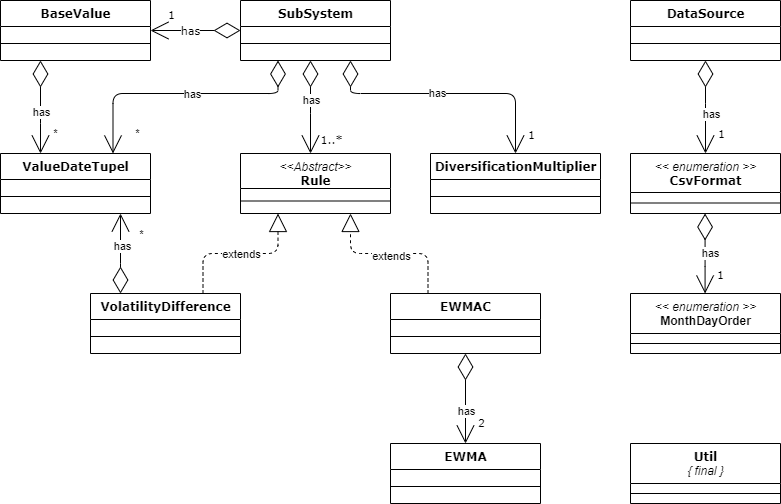 BaseValue
1
has
SubSystem
DataSource
has
*
has
*
has
1..*
has
1
has
1
ValueDateTupel
<<Abstract>>
Rule
DiversificationMultiplier
<< enumeration >>
CsvFormat
has
*
extends
extends
has
1
VolatilityDifference
EWMAC
<< enumeration >>
MonthDayOrder
has
2
EWMA
Util
{ final }